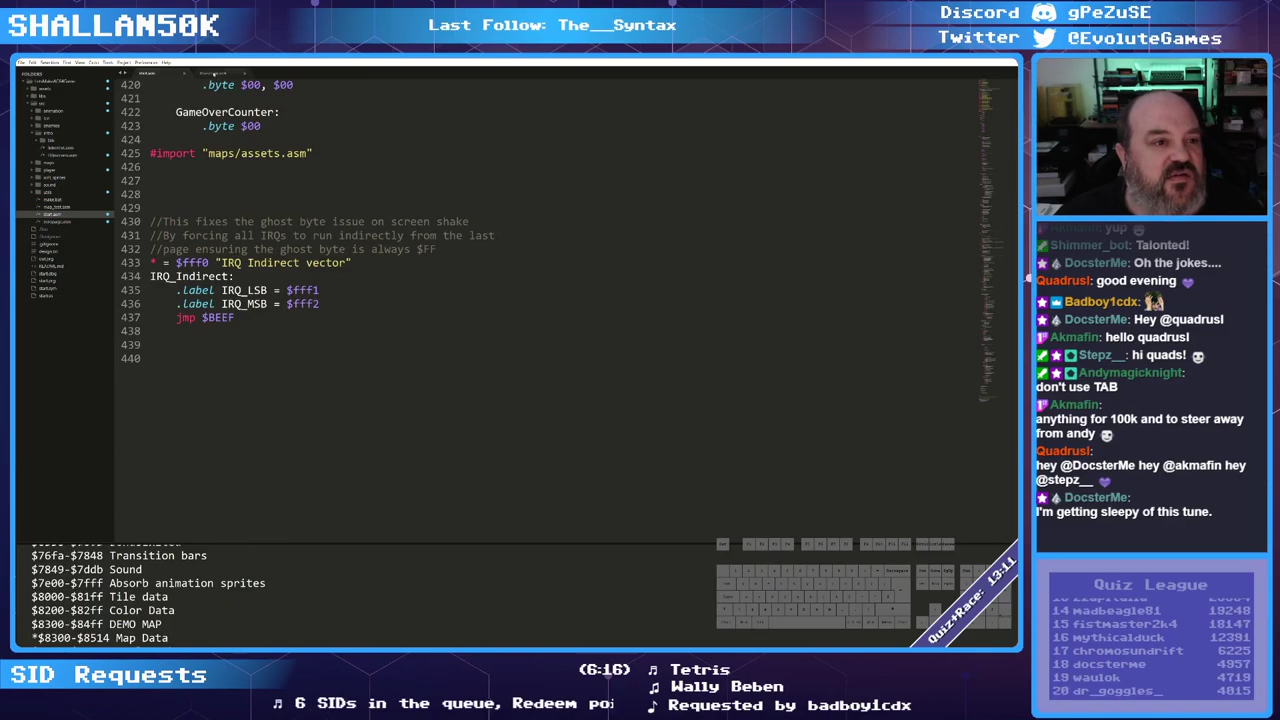 SHALLAN50K
Last Follow: The__Syntax
Discord gPeZuSE
Twitter @EvoluteGames
FOLDERS
420 .byte $00, $00
421
422 GameOverCounter:
423 .byte $00
424
425 #import "maps/assets.asm"
426
427
428
429
430 //This fixes the ghost byte issue on screen shake
431 //By forcing all IRQs to run indirectly from the last
432 //page ensuring the ghost byte is always $FF
433 * = $fff0 "IRQ Indirect vector"
434 IRQ_Indirect:
435 .label IRQ_LSB = $fff1
436 .label IRQ_MSB = $fff2
437 jmp $BEEF
438
439
440
$76fa-$7848 Transition bars
$7849-$7ddb Sound
$7e00-$7fff Absorb animation sprites
$8000-$81ff Tile data
$8200-$82ff Color Data
$8300-$84ff DEMO MAP
*$8300-$8514 Map Data
Quiz+Race: 13:11
Akmafin: yup
Shimmer_bot: Talonted!
DocsterMe: Oh the jokes....
Quadrusl: good evening
Badboy1cdx:
DocsterMe: Hey @quadrusl
Akmafin: hello quadrusl
Stepz__: hi quads!
Andymagicknight:
don't use TAB
Akmafin:
anything for 100k and to steer away
from andy
Quadrusl:
hey @DocsterMe hey @akmafin hey
@stepz__
DocsterMe:
I'm getting sleepy of this tune.
Quiz League
14 madbeagle81 19248
15 fistmaster2k4 18147
16 mythicalduck 12391
17 chromosundrift 6225
18 docsterme 4957
19 waulok 4719
20 dr_goggles_ 4015
SID Requests
♬ 6 SIDs in the queue, Redeem poi
(6:16) ♬ Tetris
♫ Wally Beben
♪ Requested by badboy1cdx